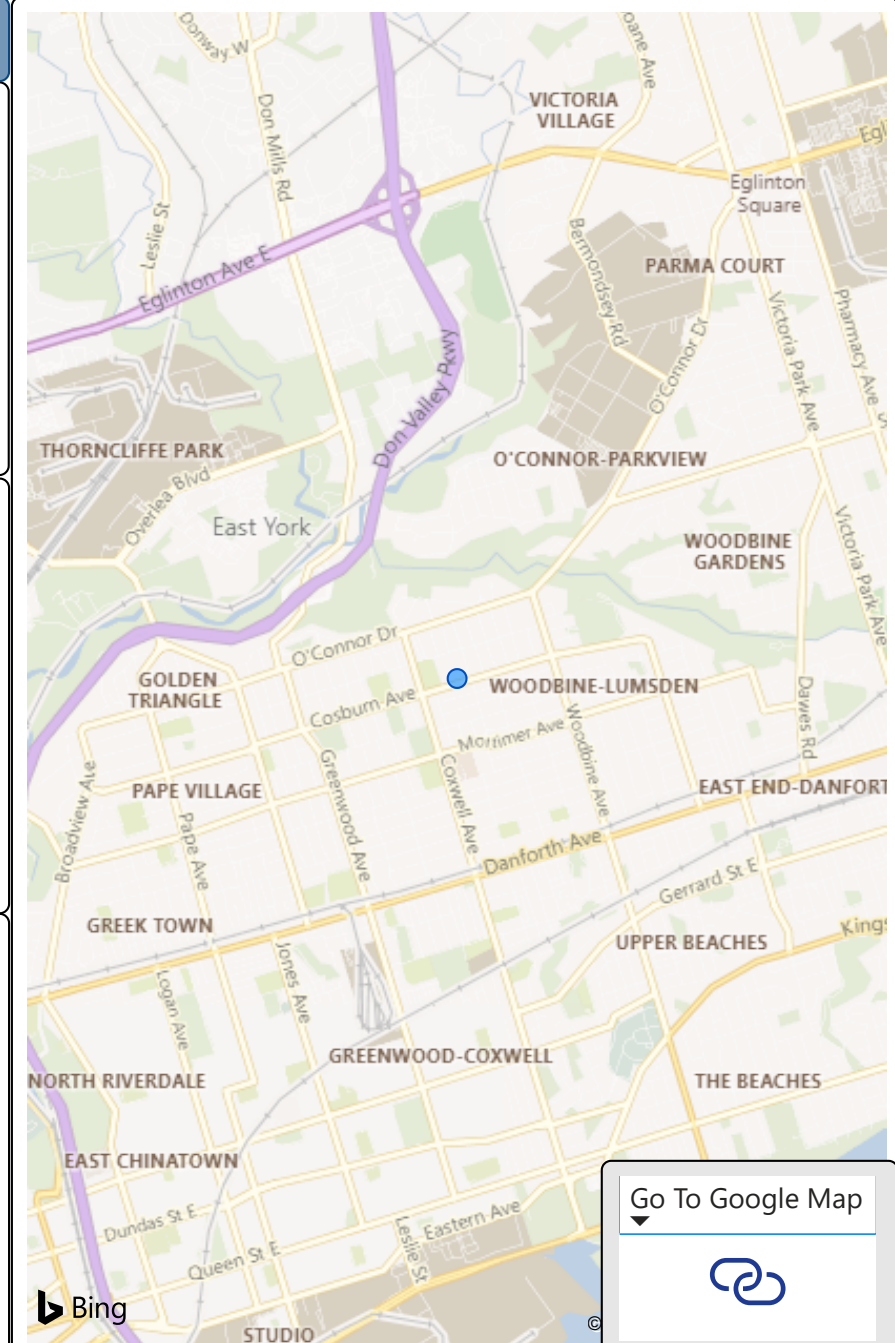 Donway W
Don Mills Rd
VICTORIA
VILLAGE
Eglinton
Square
Leslie St
Eglinton Ave E
Bermondsey Rd
PARMA COURT
Victoria Park Ave
Pharmacy Ave
O'Connor Dr
Don Valley Pkwy
THORNCLIFFE PARK
O'CONNOR-PARKVIEW
Overlea Blvd
East York
WOODBINE
GARDENS
Victoria Park Ave
O'Connor Dr
GOLDEN
TRIANGLE
WOODBINE-LUMSDEN
Cosburn Ave
Dawes Rd
Mortimer Ave
Woodbine Ave
Greenwood Ave
Coxwell Ave
Broadview Ave
PAPE VILLAGE
EAST END-DANFORT
Pape Ave
Danforth Ave
Gerrard St E
GREEK TOWN
UPPER BEACHES
Kings
Jones Ave
Logan Ave
GREENWOOD-COXWELL
NORTH RIVERDALE
THE BEACHES
EAST CHINATOWN
Dundas St E
Eastern Ave
Leslie St
Queen St E
Go To Google Map
Bing
©
STUDIO